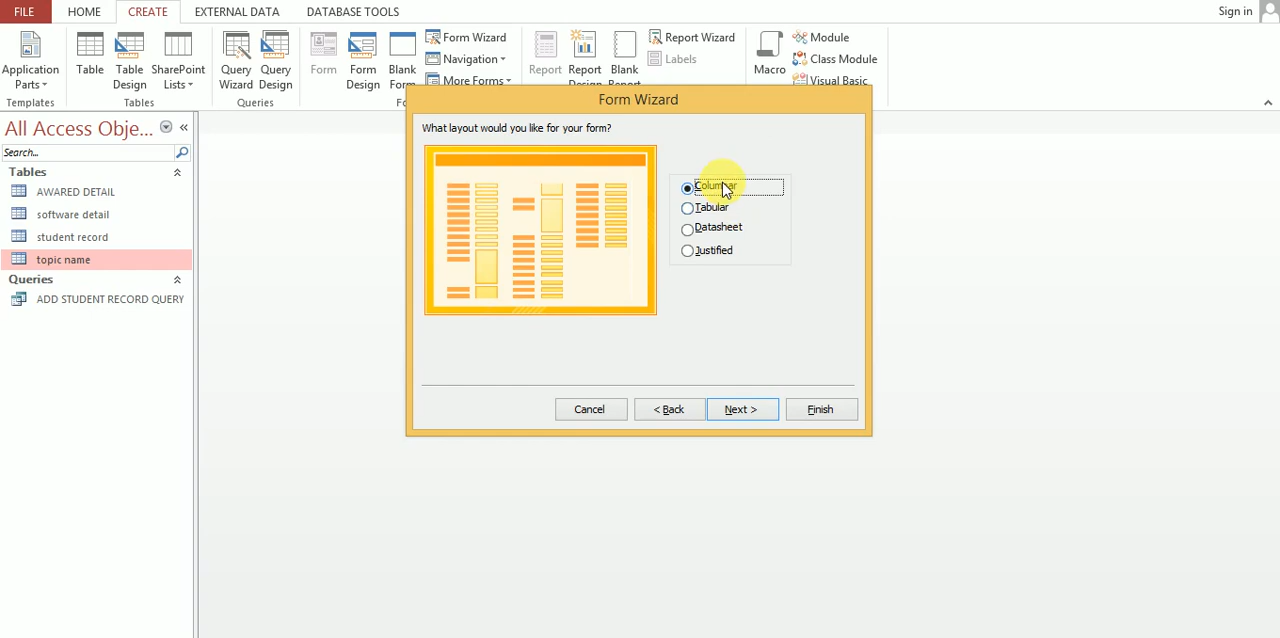 FILE HOME CREATE EXTERNAL DATA DATABASE TOOLS Sign in
Application Parts
Table
Table Design
SharePoint Lists
Query Wizard
Query Design
Form
Form Design
Blank Form
Form Wizard
Navigation
More Forms
Report
Report Design
Blank Report
Report Wizard
Labels
Macro
Module
Class Module
Visual Basic
Templates
Tables
Queries
All Access Obje...
Search...
Tables
AWARED DETAIL
software detail
student record
topic name
Queries
ADD STUDENT RECORD QUERY
Form Wizard
What layout would you like for your form?
Columnar
Tabular
Datasheet
Justified
Cancel
< Back
Next >
Finish